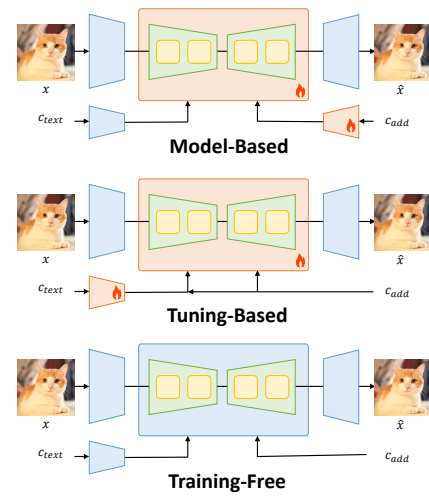 x
x̂
c_text
c_add
Model-Based
x
x̂
c_text
c_add
Tuning-Based
x
x̂
c_text
c_add
Training-Free